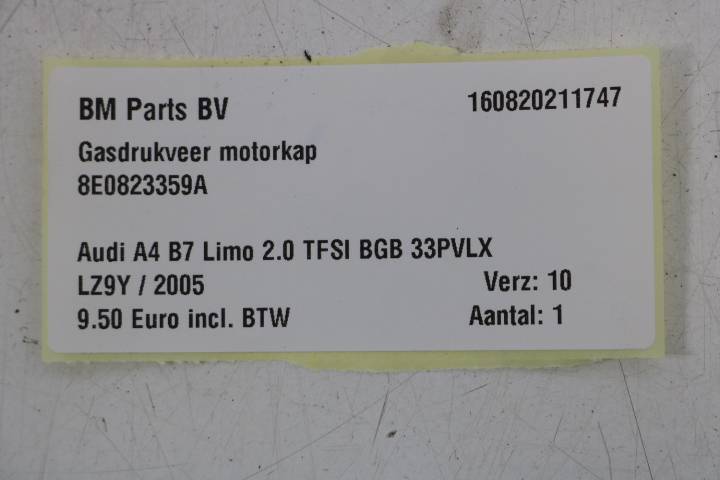 BM Parts BV 160820211747
Gasdrukveer motorkap
8E0823359A
Audi A4 B7 Limo 2.0 TFSI BGB 33PVLX
LZ9Y / 2005 Verz: 10
9.50 Euro incl. BTW Aantal: 1